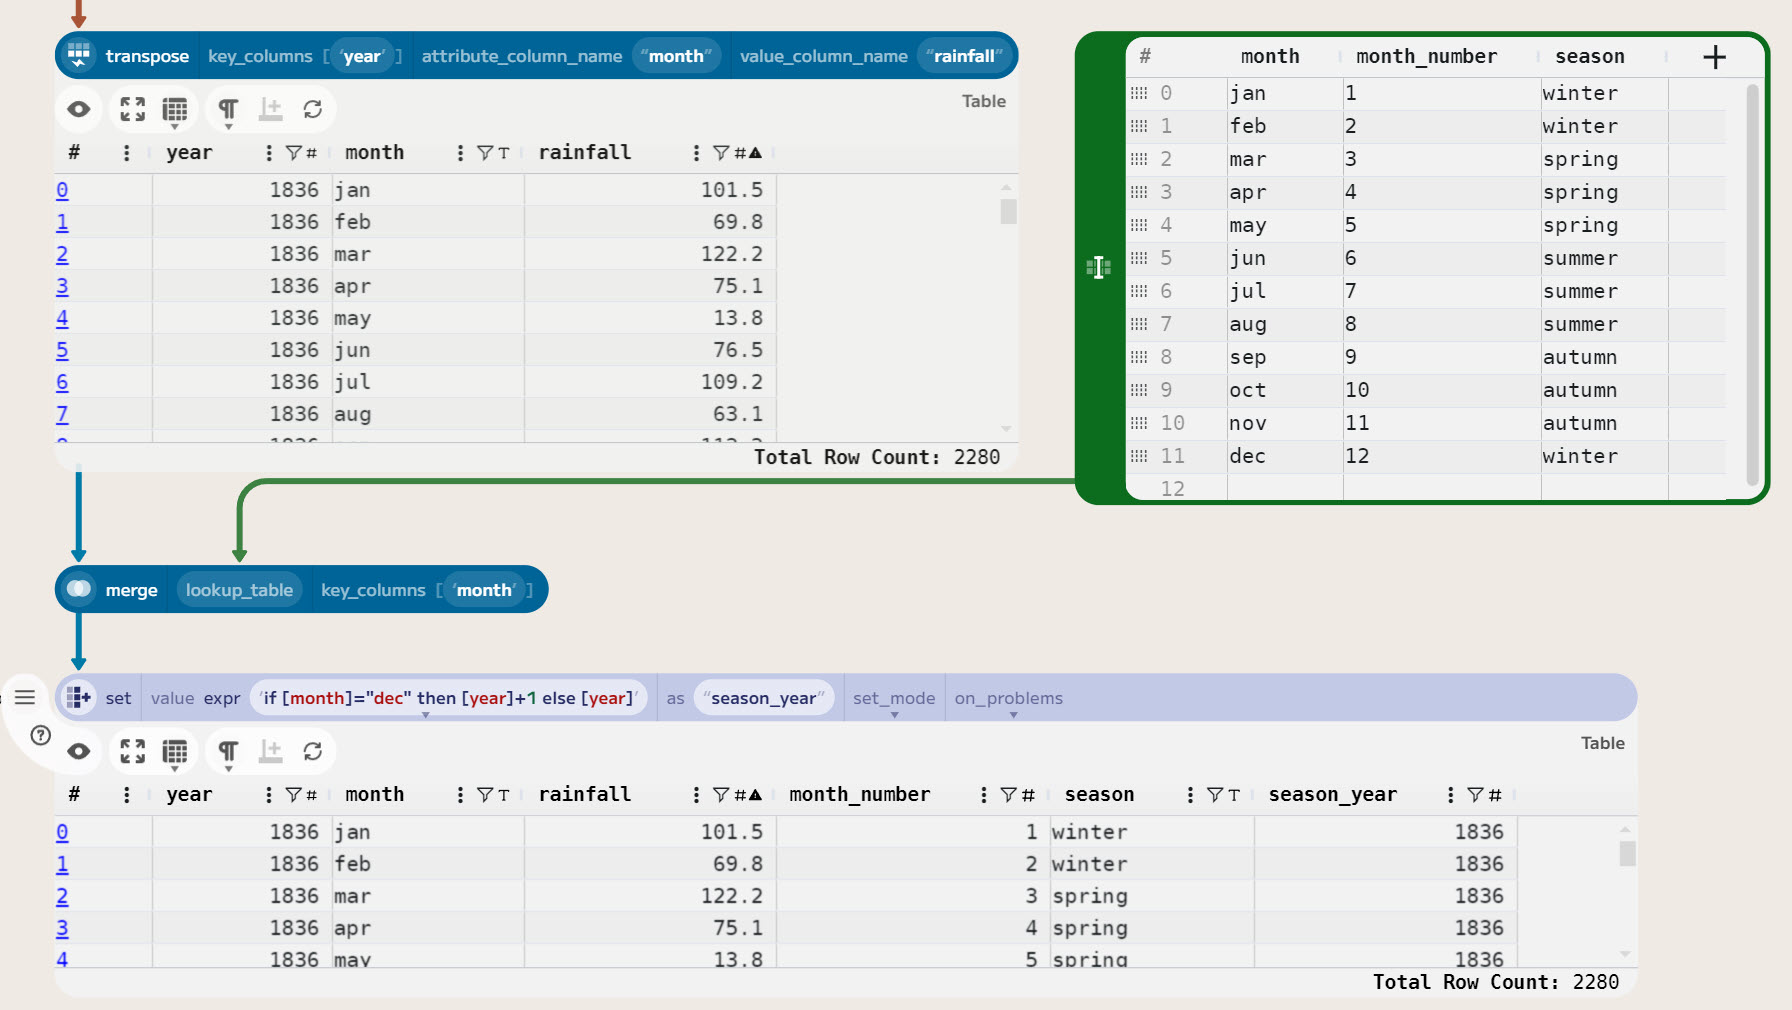 transpose key_columns [ 'year' ] attribute_column_name "month" value_column_name "rainfall"
Table
# year # month T rainfall #
0 1836 jan 101.5
1 1836 feb 69.8
2 1836 mar 122.2
3 1836 apr 75.1
4 1836 may 13.8
5 1836 jun 76.5
6 1836 jul 109.2
7 1836 aug 63.1
Total Row Count: 2280
# month month_number season +
0 jan 1 winter
1 feb 2 winter
2 mar 3 spring
3 apr 4 spring
4 may 5 spring
5 jun 6 summer
6 jul 7 summer
7 aug 8 summer
8 sep 9 autumn
9 oct 10 autumn
10 nov 11 autumn
11 dec 12 winter
12
merge lookup_table key_columns [ 'month' ]
set value expr 'if [month]="dec" then [year]+1 else [year]' as "season_year" set_mode on_problems
Table
# year # month T rainfall # month_number # season T season_year #
0 1836 jan 101.5 1 winter 1836
1 1836 feb 69.8 2 winter 1836
2 1836 mar 122.2 3 spring 1836
3 1836 apr 75.1 4 spring 1836
4 1836 may 13.8 5 spring 1836
Total Row Count: 2280